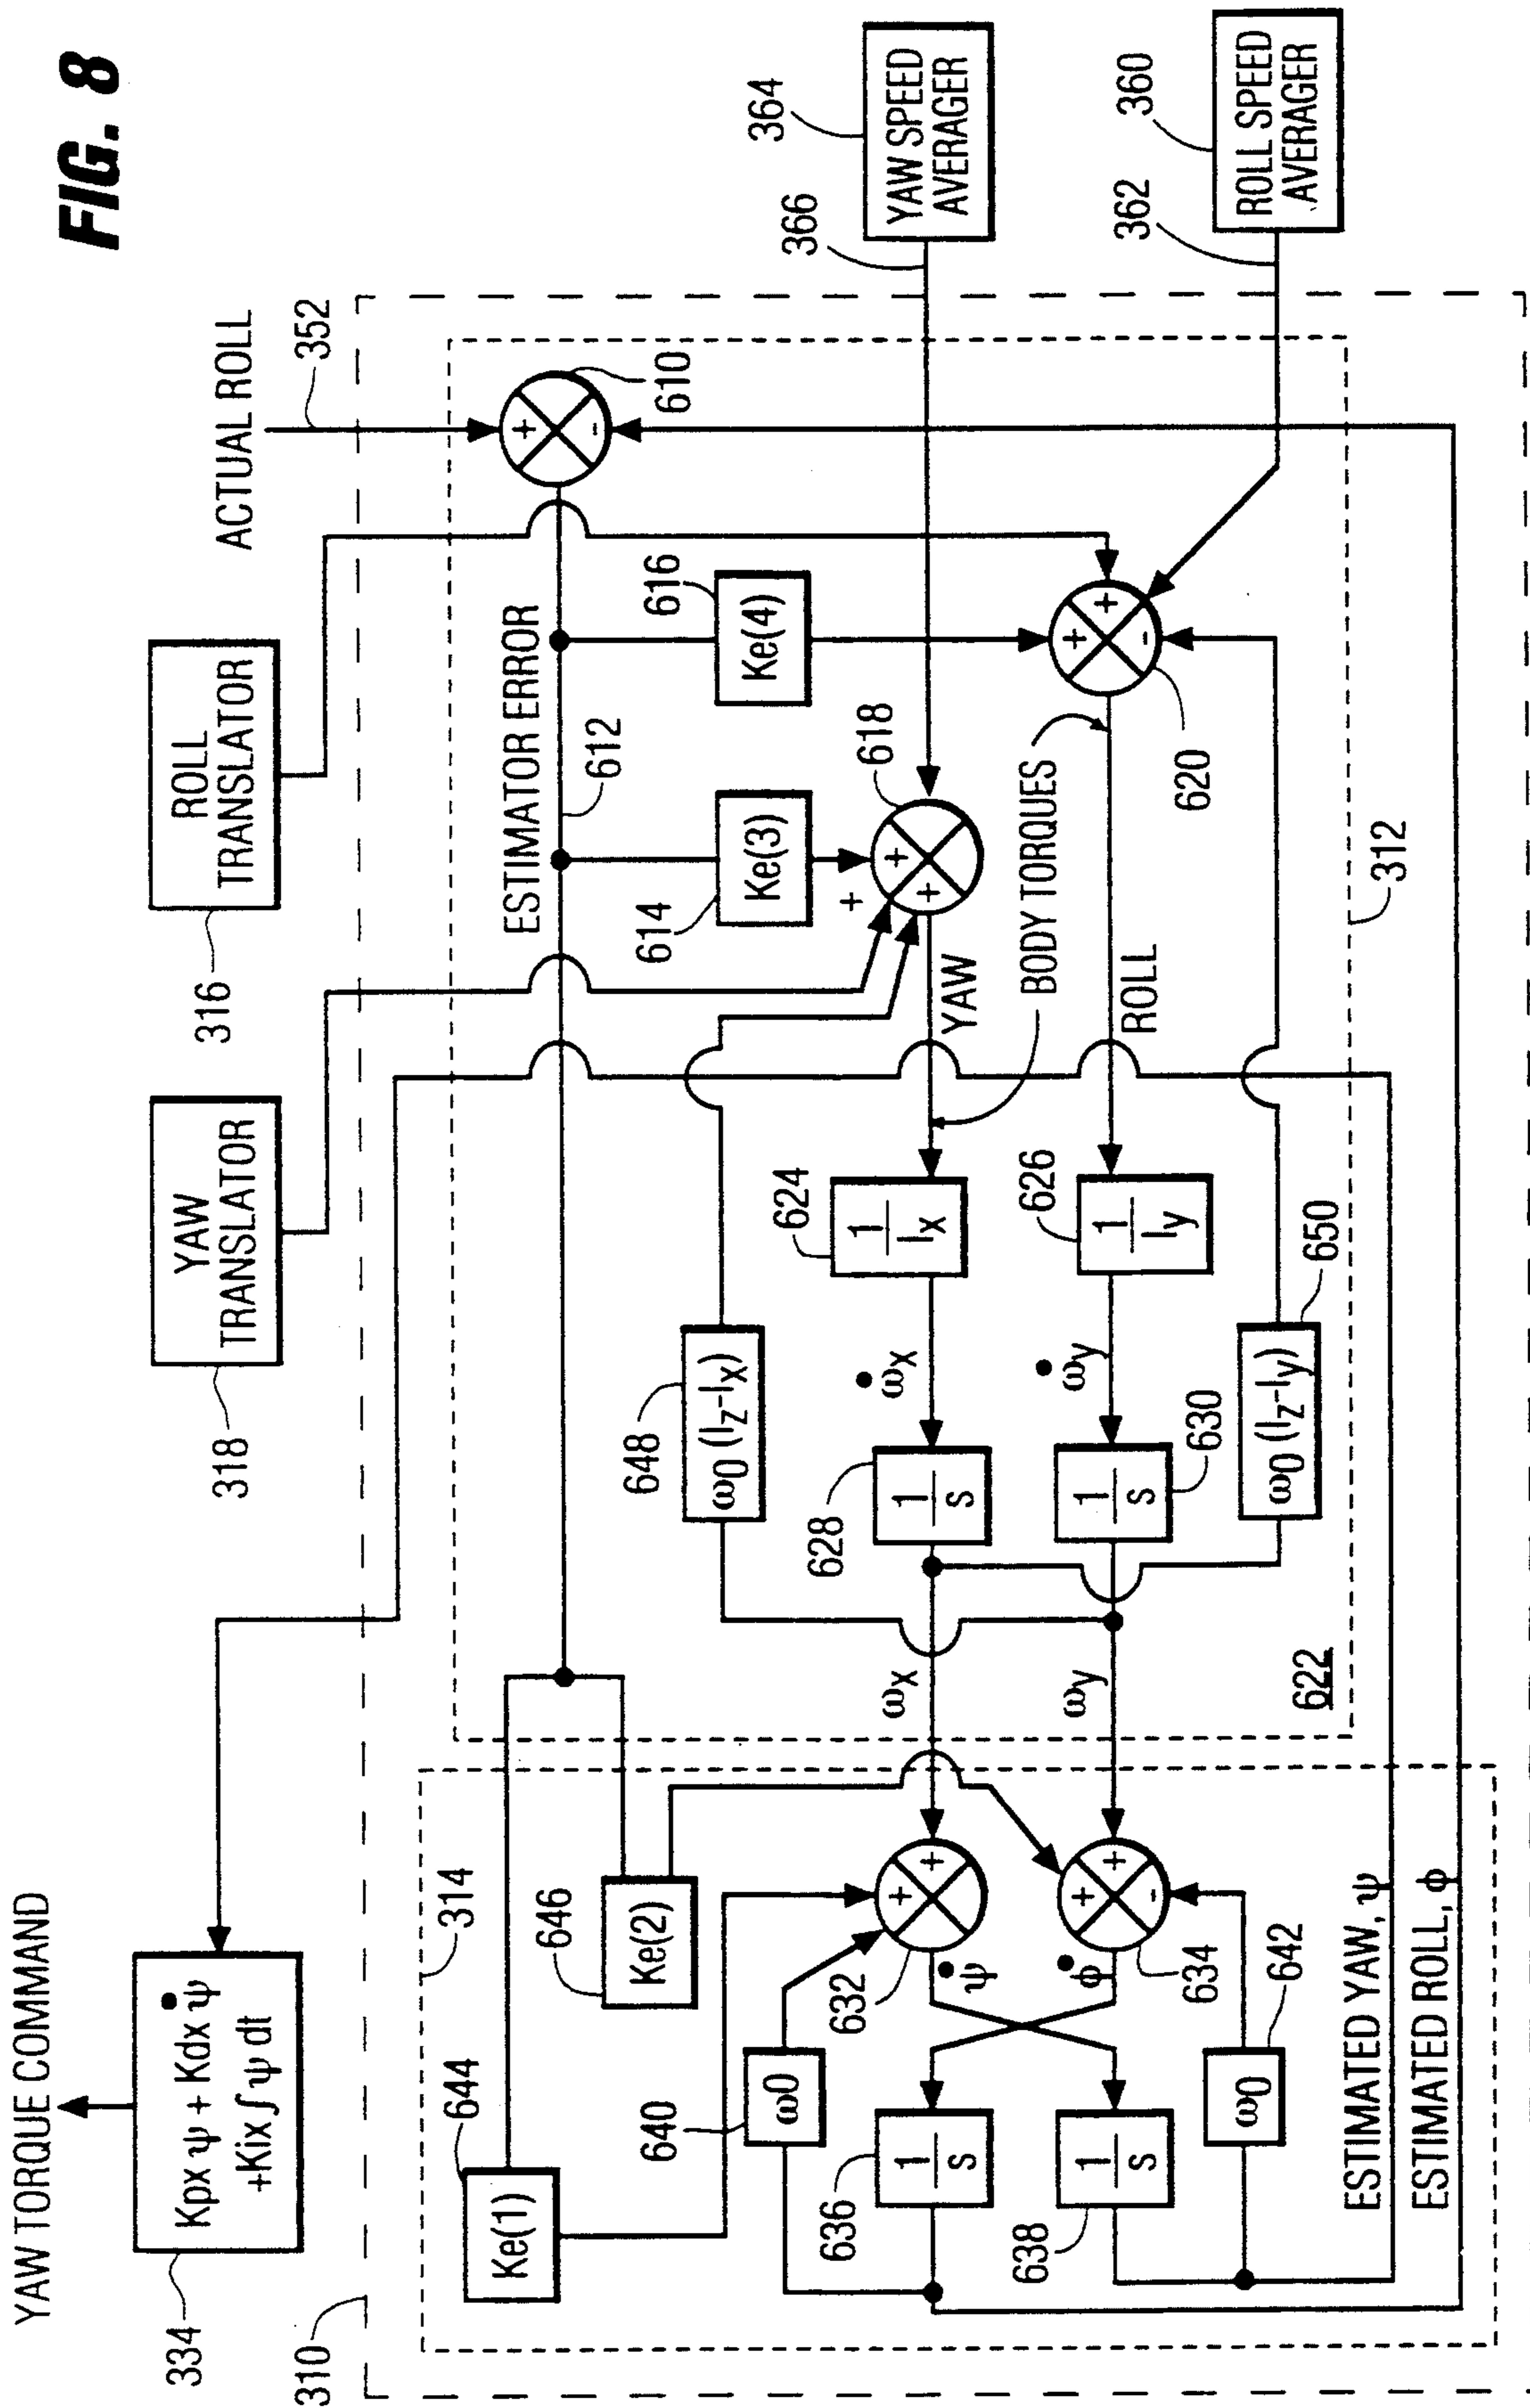 FIG. 8
YAW TORQUE COMMAND
334
Kpx ψ + Kdx ψ̇
+Kix ∫ ψ dt
318
YAW
TRANSLATOR
316
ROLL
TRANSLATOR
ACTUAL ROLL
352
310
314
644
Ke(1)
646
Ke(2)
ESTIMATOR ERROR
612
+
-
610
614
Ke(3)
616
Ke(4)
364
YAW SPEED
AVERAGER
366
360
ROLL SPEED
AVERAGER
362
640
ω0
632
+
+
ψ̇
636
1
s
638
1
s
φ̇
634
+
+
-
642
ω0
ωx
ωy
648
ω0 (Iz-Ix)
628
1
s
ω̇x
624
1
Ix
YAW
+
+
+
618
BODY TORQUES
630
1
s
ω̇y
626
1
Iy
ROLL
+
+
-
620
650
ω0 (Iz-Iy)
622
312
ESTIMATED YAW, ψ
ESTIMATED ROLL, φ